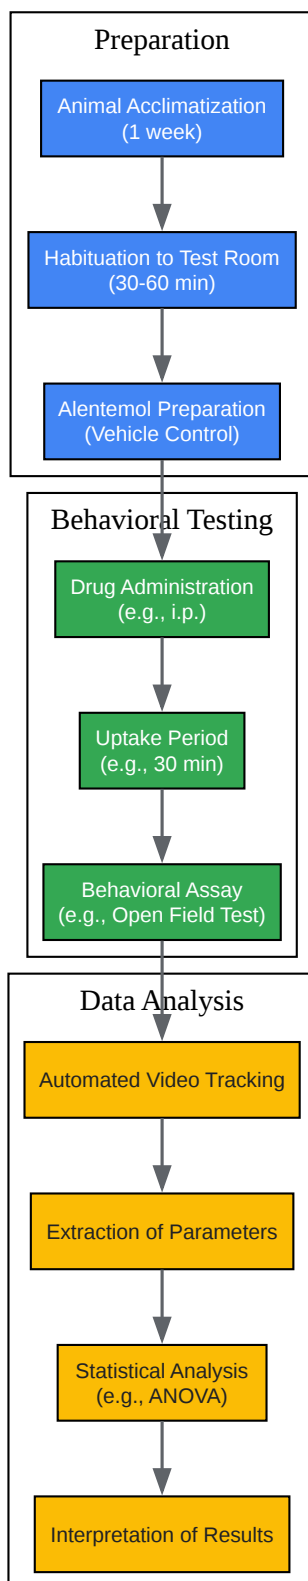 Preparation
Animal Acclimatization
(1 week)
Habituation to Test Room
(30-60 min)
Alentemol Preparation
(Vehicle Control)
Behavioral Testing
Drug Administration
(e.g., i.p.)
Uptake Period
(e.g., 30 min)
Behavioral Assay
(e.g., Open Field Test)
Data Analysis
Automated Video Tracking
Extraction of Parameters
Statistical Analysis
(e.g., ANOVA)
Interpretation of Results